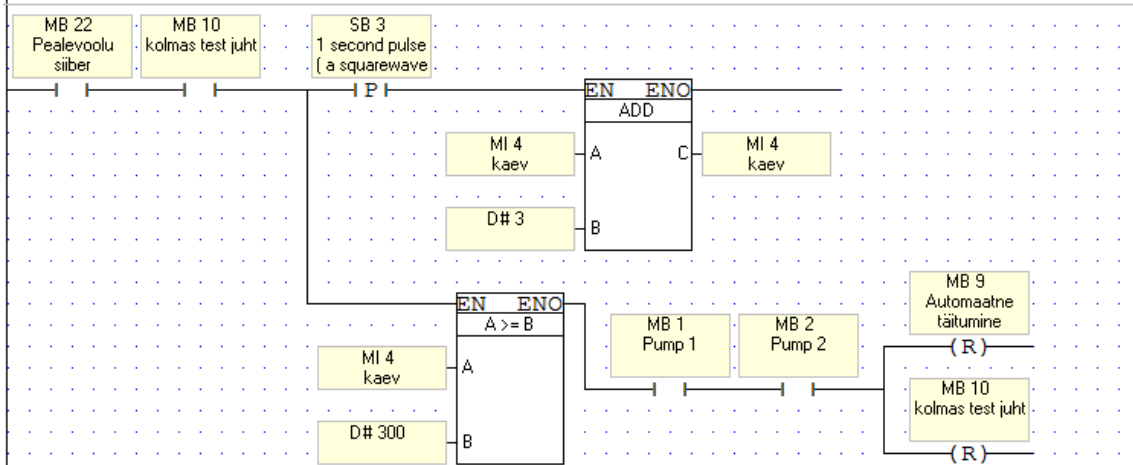 MB 22
Pealevoolu
siiber
MB 10
kolmas test juht
SB 3
1 second pulse
( a squarewave
P
EN ENO
ADD
MI 4
kaev
A
C
MI 4
kaev
D# 3
B
EN ENO
A >= B
MI 4
kaev
A
D# 300
B
MB 1
Pump 1
MB 2
Pump 2
MB 9
Automaatne
täitumine
(R)
MB 10
kolmas test juht
(R)